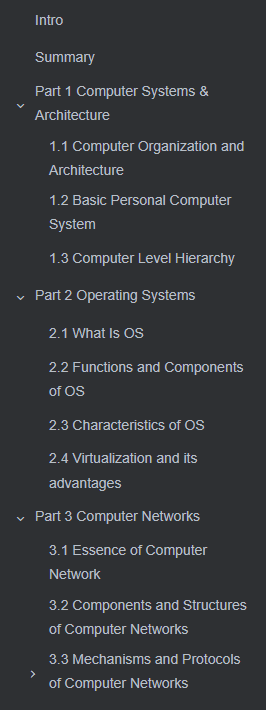 Intro
Summary
Part 1 Computer Systems &
Architecture
1.1 Computer Organization and
Architecture
1.2 Basic Personal Computer
System
1.3 Computer Level Hierarchy
Part 2 Operating Systems
2.1 What Is OS
2.2 Functions and Components
of OS
2.3 Characteristics of OS
2.4 Virtualization and its
advantages
Part 3 Computer Networks
3.1 Essence of Computer
Network
3.2 Components and Structures
of Computer Networks
3.3 Mechanisms and Protocols
of Computer Networks